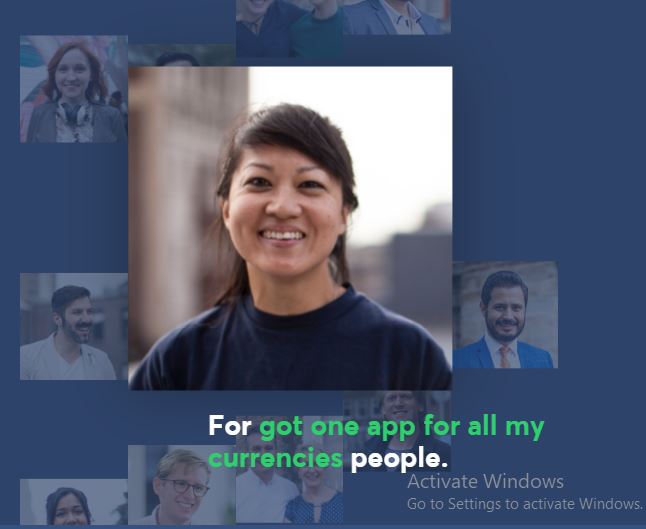 For got one app for all my
currencies people.
Activate Windows
Go to Settings to activate Windows.